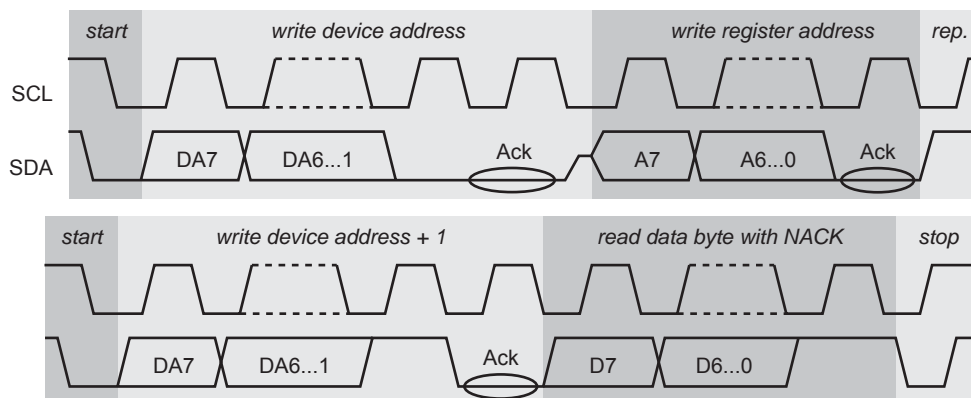 start write device address write register address rep.
SCL
Ack Ack
DA7 DA6...1 A7 A6...0
SDA
start write device address + 1 read data byte with NACK stop
Ack
DA7 DA6...1 D7 D6...0